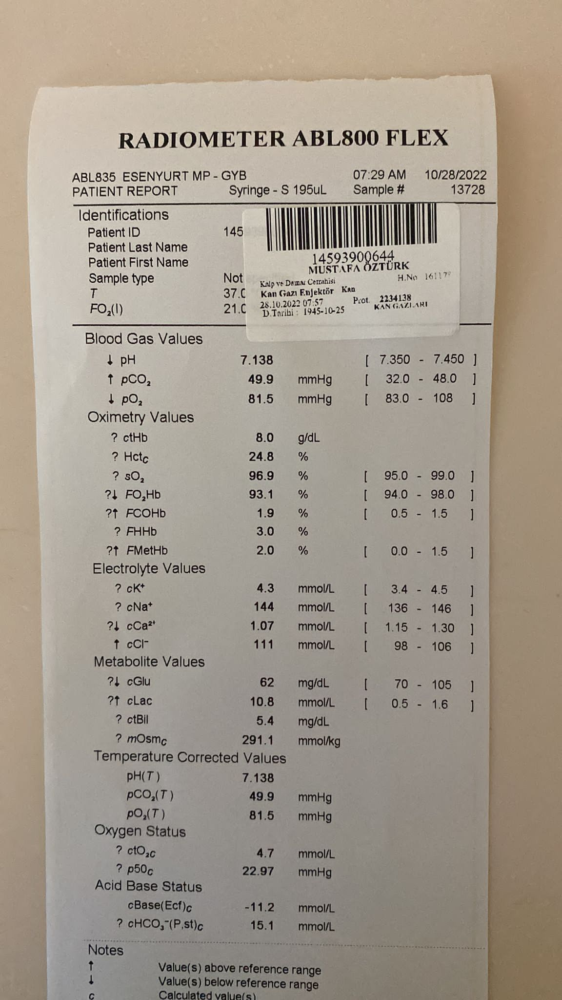 RADIOMETER ABL800 FLEX
ABL835 ESENYURT MP - GYB 07:29 AM 10/28/2022
PATIENT REPORT Syringe - S 195uL Sample # 13728
Identifications
Patient ID 145
Patient Last Name
Patient First Name
Sample type Not
T 37.0
FO₂(I) 21.0
14593900644
MUSTAFA ÖZTÜRK
H.No 161179
Kalp ve Damar Cerrahisi
Kan Gazı Enjektör Kan
28.10.2022 07:57 Prot. 2234138
D.Tarihi : 1945-10-25 KAN GAZLARI
Blood Gas Values
↓ pH 7.138 [ 7.350 - 7.450 ]
↑ pCO₂ 49.9 mmHg [ 32.0 - 48.0 ]
↓ pO₂ 81.5 mmHg [ 83.0 - 108 ]
Oximetry Values
? ctHb 8.0 g/dL
? Hctc 24.8 %
? sO₂ 96.9 % [ 95.0 - 99.0 ]
?↓ FO₂Hb 93.1 % [ 94.0 - 98.0 ]
?↑ FCOHb 1.9 % [ 0.5 - 1.5 ]
? FHHb 3.0 %
?↑ FMetHb 2.0 % [ 0.0 - 1.5 ]
Electrolyte Values
? cK⁺ 4.3 mmol/L [ 3.4 - 4.5 ]
? cNa⁺ 144 mmol/L [ 136 - 146 ]
?↓ cCa²⁺ 1.07 mmol/L [ 1.15 - 1.30 ]
↑ cCl⁻ 111 mmol/L [ 98 - 106 ]
Metabolite Values
?↓ cGlu 62 mg/dL [ 70 - 105 ]
?↑ cLac 10.8 mmol/L [ 0.5 - 1.6 ]
? ctBil 5.4 mg/dL
? mOsmc 291.1 mmol/kg
Temperature Corrected Values
pH(T) 7.138
pCO₂(T) 49.9 mmHg
pO₂(T) 81.5 mmHg
Oxygen Status
? ctO₂c 4.7 mmol/L
? p50c 22.97 mmHg
Acid Base Status
cBase(Ecf)c -11.2 mmol/L
? cHCO₃⁻(P,st)c 15.1 mmol/L
Notes
↑ Value(s) above reference range
↓ Value(s) below reference range
c Calculated value(s)